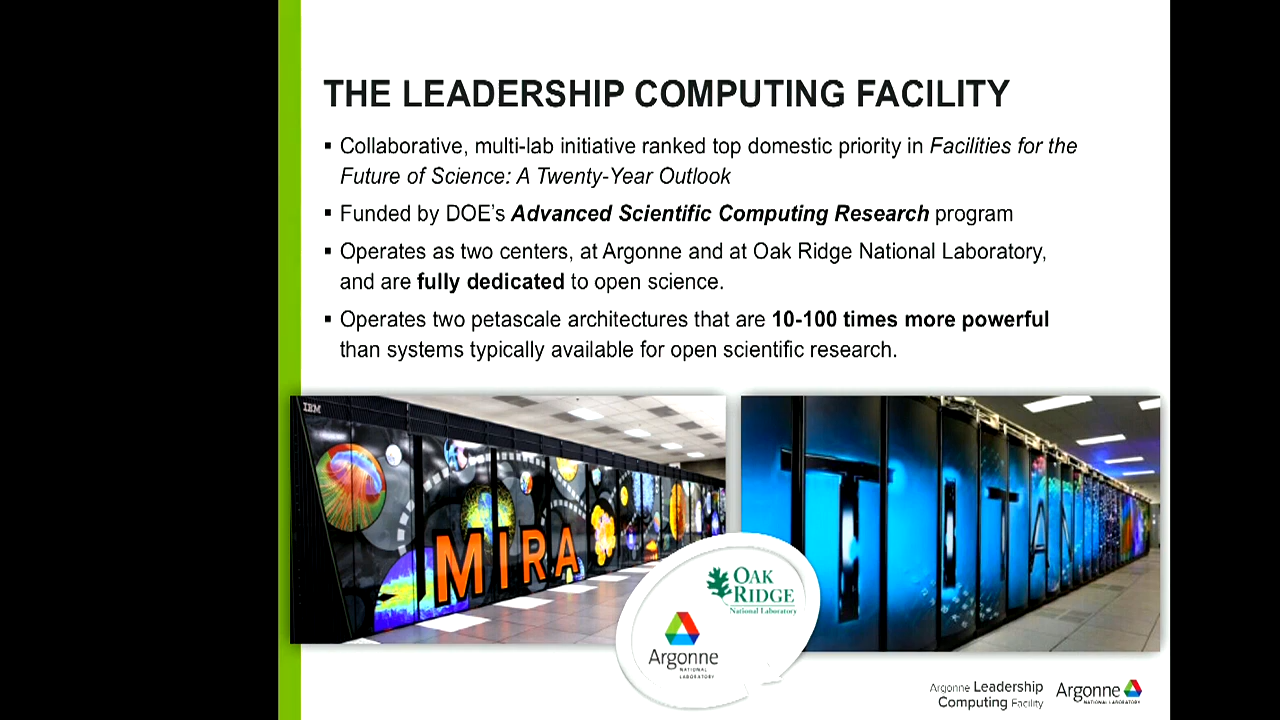 THE LEADERSHIP COMPUTING FACILITY
▪ Collaborative, multi-lab initiative ranked top domestic priority in Facilities for the
Future of Science: A Twenty-Year Outlook
▪ Funded by DOE’s Advanced Scientific Computing Research program
▪ Operates as two centers, at Argonne and at Oak Ridge National Laboratory,
and are fully dedicated to open science.
▪ Operates two petascale architectures that are 10-100 times more powerful
than systems typically available for open scientific research.
IBM
MIRA
TITAN
OAK
RIDGE
National Laboratory
Argonne
NATIONAL
LABORATORY
Argonne Leadership
Computing Facility
Argonne
NATIONAL LABORATORY